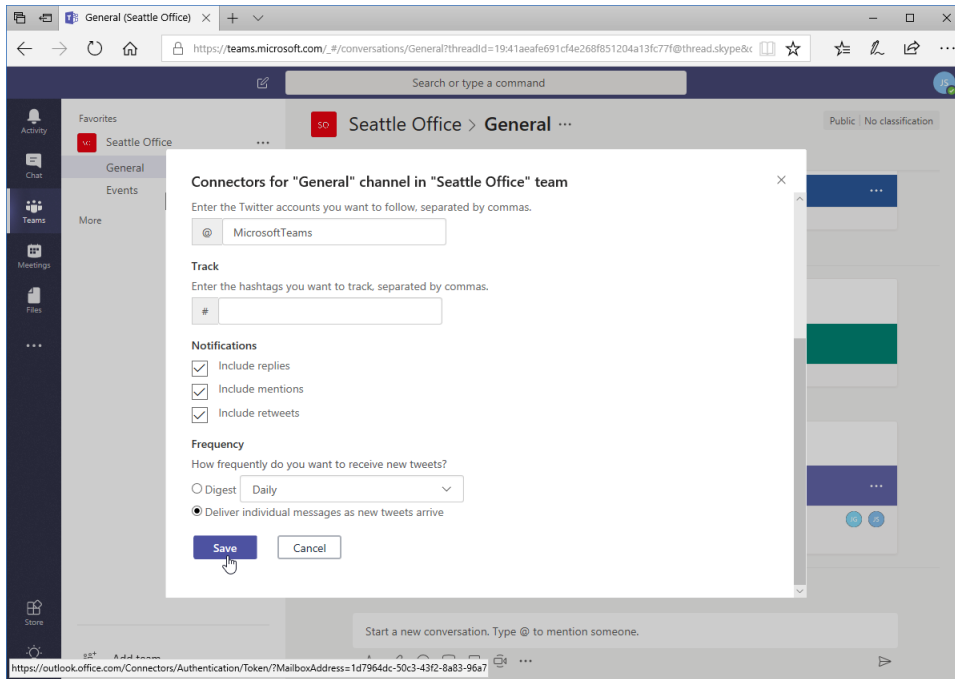 General (Seattle Office)
https://teams.microsoft.com/_#/conversations/General?threadId=19:41aeafe691cf4e268f851204a13fc77f@thread.skype&c
Search or type a command
JS
Activity
Chat
Teams
Meetings
Files
Store
Favorites
Seattle Office
General
Events
More
SO
Seattle Office > General
Public | No classification
Connectors for "General" channel in "Seattle Office" team
Enter the Twitter accounts you want to follow, separated by commas.
@ MicrosoftTeams
Track
Enter the hashtags you want to track, separated by commas.
#
Notifications
Include replies
Include mentions
Include retweets
Frequency
How frequently do you want to receive new tweets?
Digest Daily
Deliver individual messages as new tweets arrive
Save Cancel
Start a new conversation. Type @ to mention someone.
Add team
https://outlook.office.com/Connectors/Authentication/Token/?MailboxAddress=1d7964dc-50c3-43f2-8a83-96a7